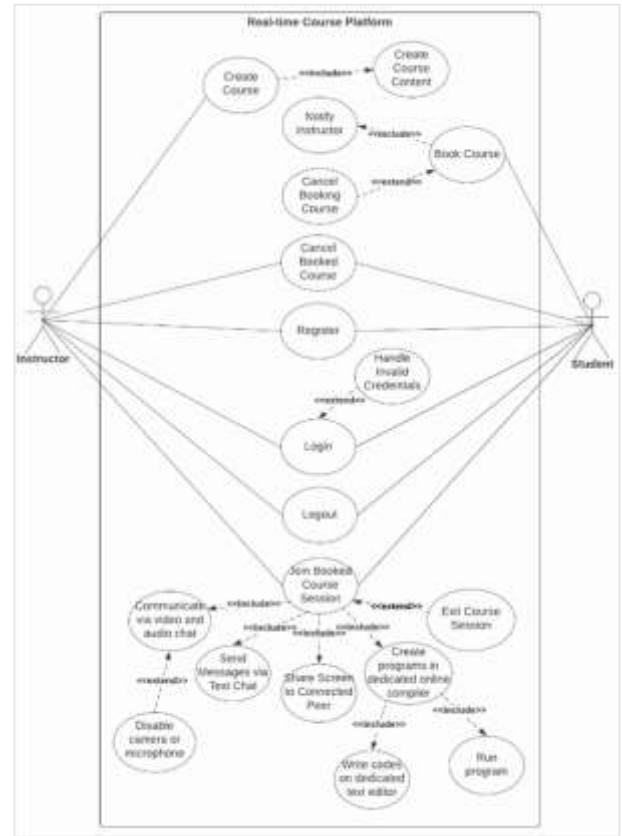 Real-time Course Platform
Create
Course
<<include>>
Create
Course
Content
Notify
Instructor
<<include>>
Book Course
<<extend>>
Cancel
Booking
Course
Cancel
Booked
Course
Register
Instructor
Student
Handle
Invalid
Credentials
<<extend>>
Login
Logout
Join Booked
Course
Session
<<include>>
<<include>>
<<include>>
<<include>>
<<extend>>
Exit Course
Session
Communicate
via video and
audio chat
Send
Messages via
Text Chat
Share Screen
to Connected
Peer
Create
programs in
dedicated online
compiler
<<extend>>
Disable
camera or
microphone
<<include>>
<<include>>
Write codes
on dedicated
text editor
Run
program